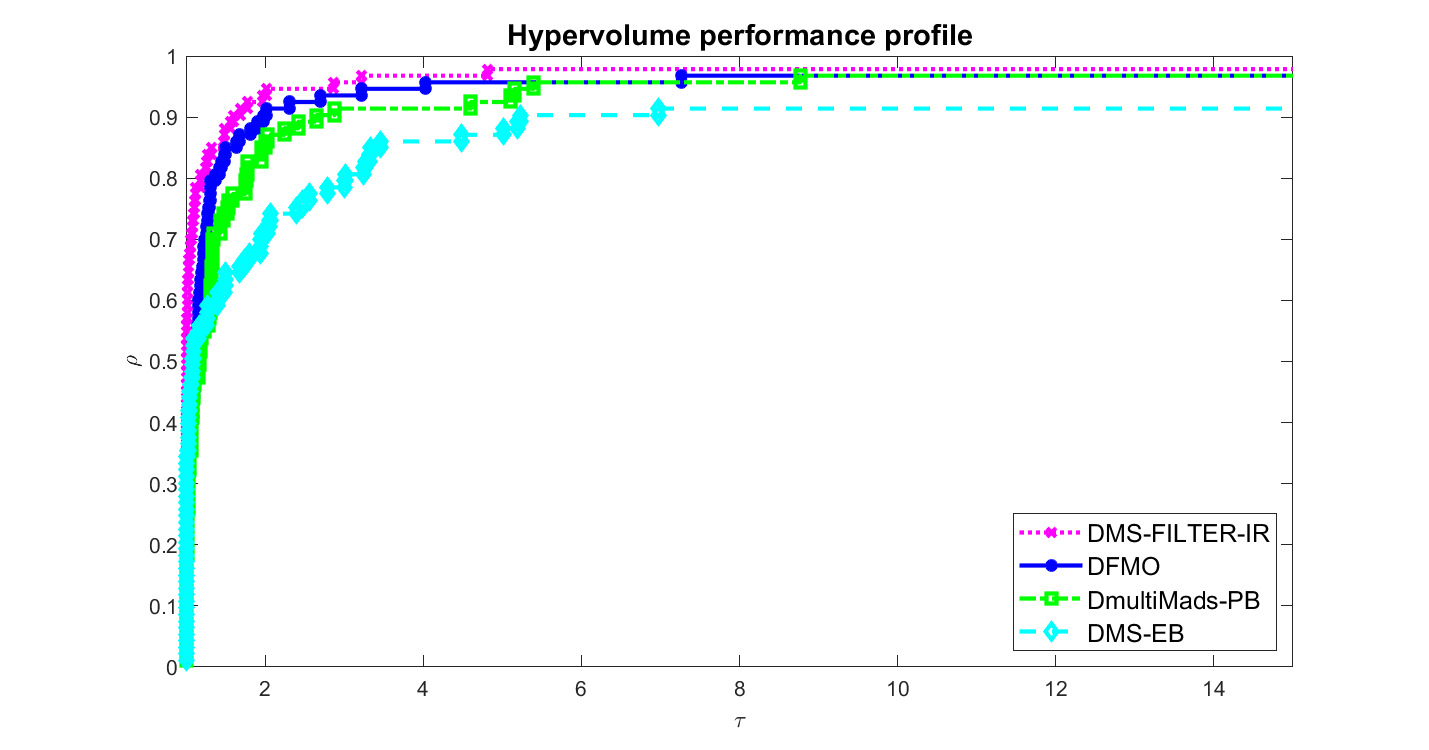 Hypervolume performance profile
1
0.9
0.8
0.7
0.6
0.5
0.4
0.3
0.2
0.1
0
ρ
2 4 6 8 10 12 14
τ
DMS-FILTER-IR
DFMO
DmultiMads-PB
DMS-EB